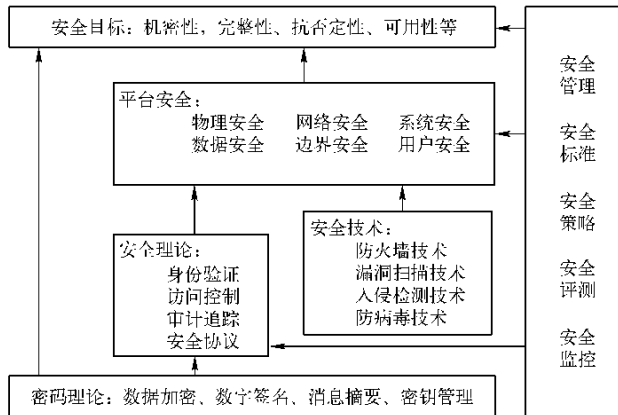 安全目标：机密性，完整性、抗否定性、可用性等
平台安全：
物理安全 网络安全 系统安全
数据安全 边界安全 用户安全
安全理论：
身份验证
访问控制
审计追踪
安全协议
安全技术：
防火墙技术
漏洞扫描技术
入侵检测技术
防病毒技术
密码理论：数据加密、数字签名、消息摘要、密钥管理
安全
管理
安全
标准
安全
策略
安全
评测
安全
监控